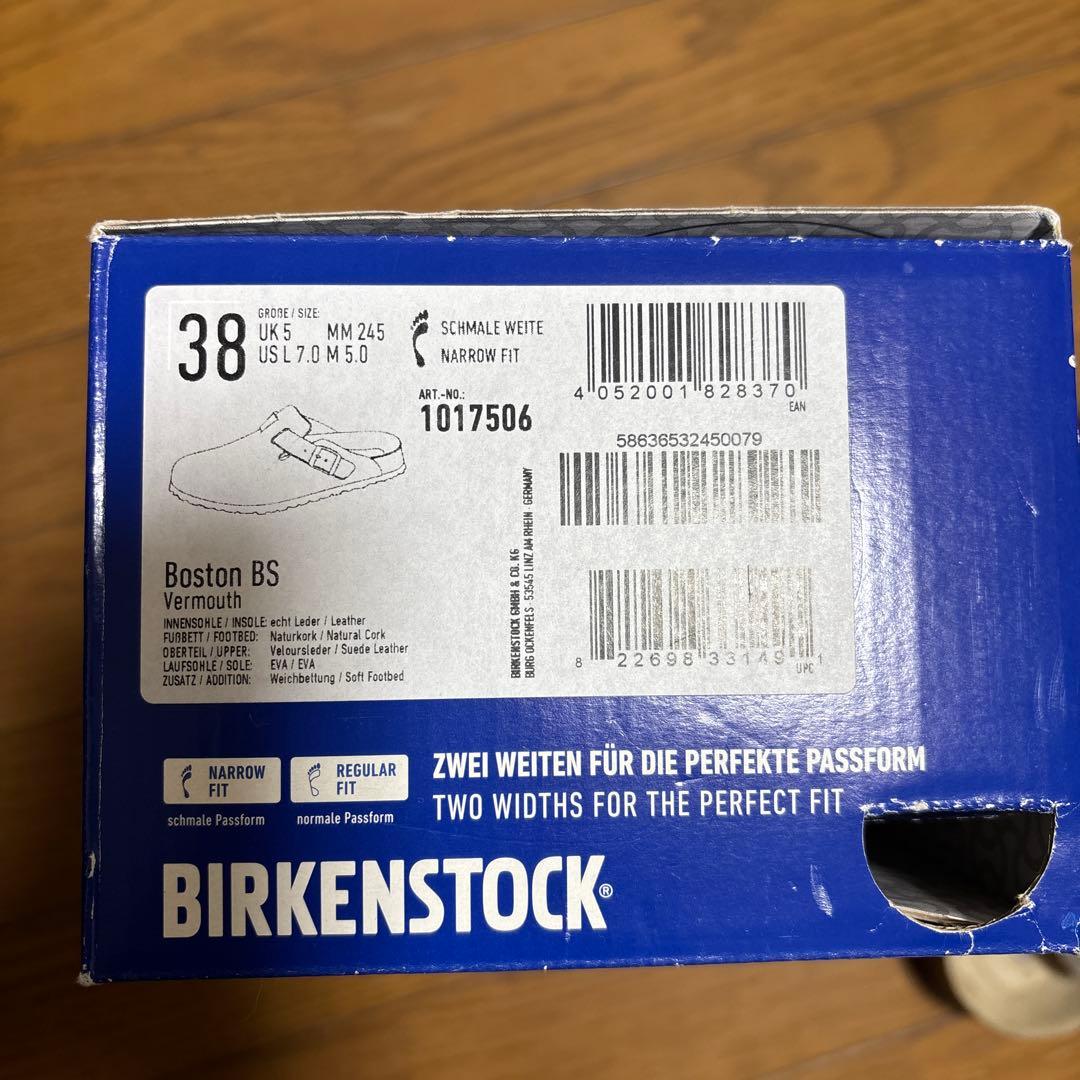 38
GRÖßE / SIZE:
UK 5 MM 245
US L 7.0 M 5.0
SCHMALE WEITE
NARROW FIT
ART.-NO.:
1017506
4 052001 828370
EAN
58636532450079
BIRKENSTOCK GMBH & CO. KG
BURG OCKENFELS · 53545 LINZ AM RHEIN · GERMANY
8 22698 33149 1
UPC
Boston BS
Vermouth
INNENSOHLE / INSOLE: echt Leder / Leather
FUßBETT / FOOTBED: Naturkork / Natural Cork
OBERTEIL / UPPER: Veloursleder / Suede Leather
LAUFSOHLE / SOLE: EVA / EVA
ZUSATZ / ADDITION: Weichbettung / Soft Footbed
NARROW FIT
schmale Passform
REGULAR FIT
normale Passform
ZWEI WEITEN FÜR DIE PERFEKTE PASSFORM
TWO WIDTHS FOR THE PERFECT FIT
BIRKENSTOCK®